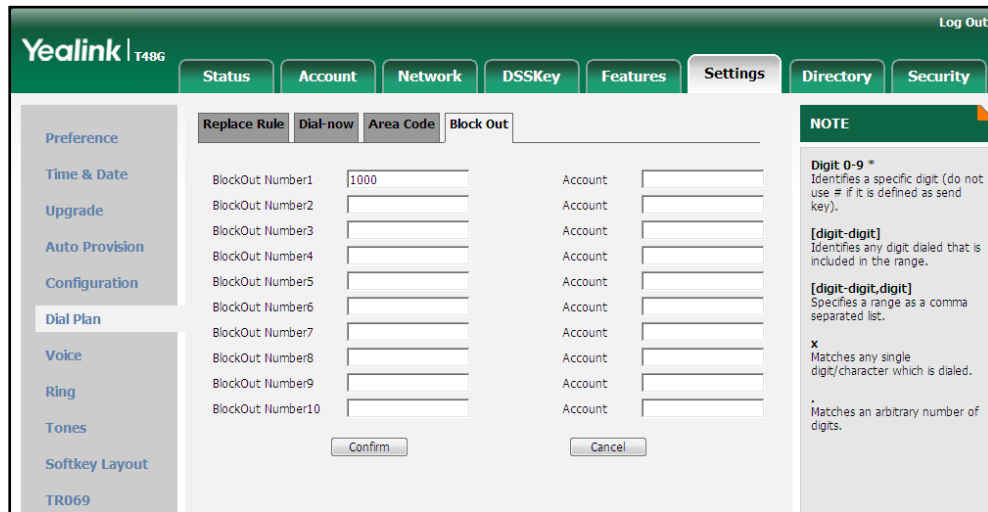 Log Out
Yealink | T48G
Status Account Network DSSKey Features Settings Directory Security
Preference
Time & Date
Upgrade
Auto Provision
Configuration
Dial Plan
Voice
Ring
Tones
Softkey Layout
TR069
Replace Rule Dial-now Area Code Block Out
BlockOut Number1 1000 Account
BlockOut Number2 Account
BlockOut Number3 Account
BlockOut Number4 Account
BlockOut Number5 Account
BlockOut Number6 Account
BlockOut Number7 Account
BlockOut Number8 Account
BlockOut Number9 Account
BlockOut Number10 Account
Confirm Cancel
NOTE
Digit 0-9 *
Identifies a specific digit (do not
use # if it is defined as send
key).
[digit-digit]
Identifies any digit dialed that is
included in the range.
[digit-digit,digit]
Specifies a range as a comma
separated list.
x
Matches any single
digit/character which is dialed.
.
Matches an arbitrary number of
digits.